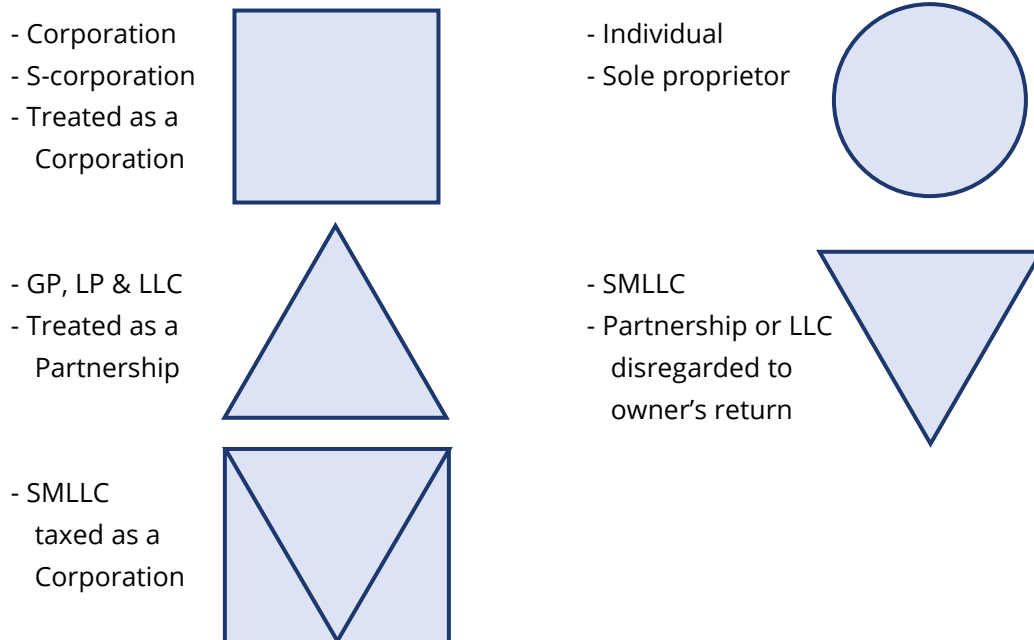 - Corporation
- S-corporation
- Treated as a
Corporation
- Individual
- Sole proprietor
- GP, LP & LLC
- Treated as a
Partnership
- SMLLC
- Partnership or LLC
disregarded to
owner’s return
- SMLLC
taxed as a
Corporation